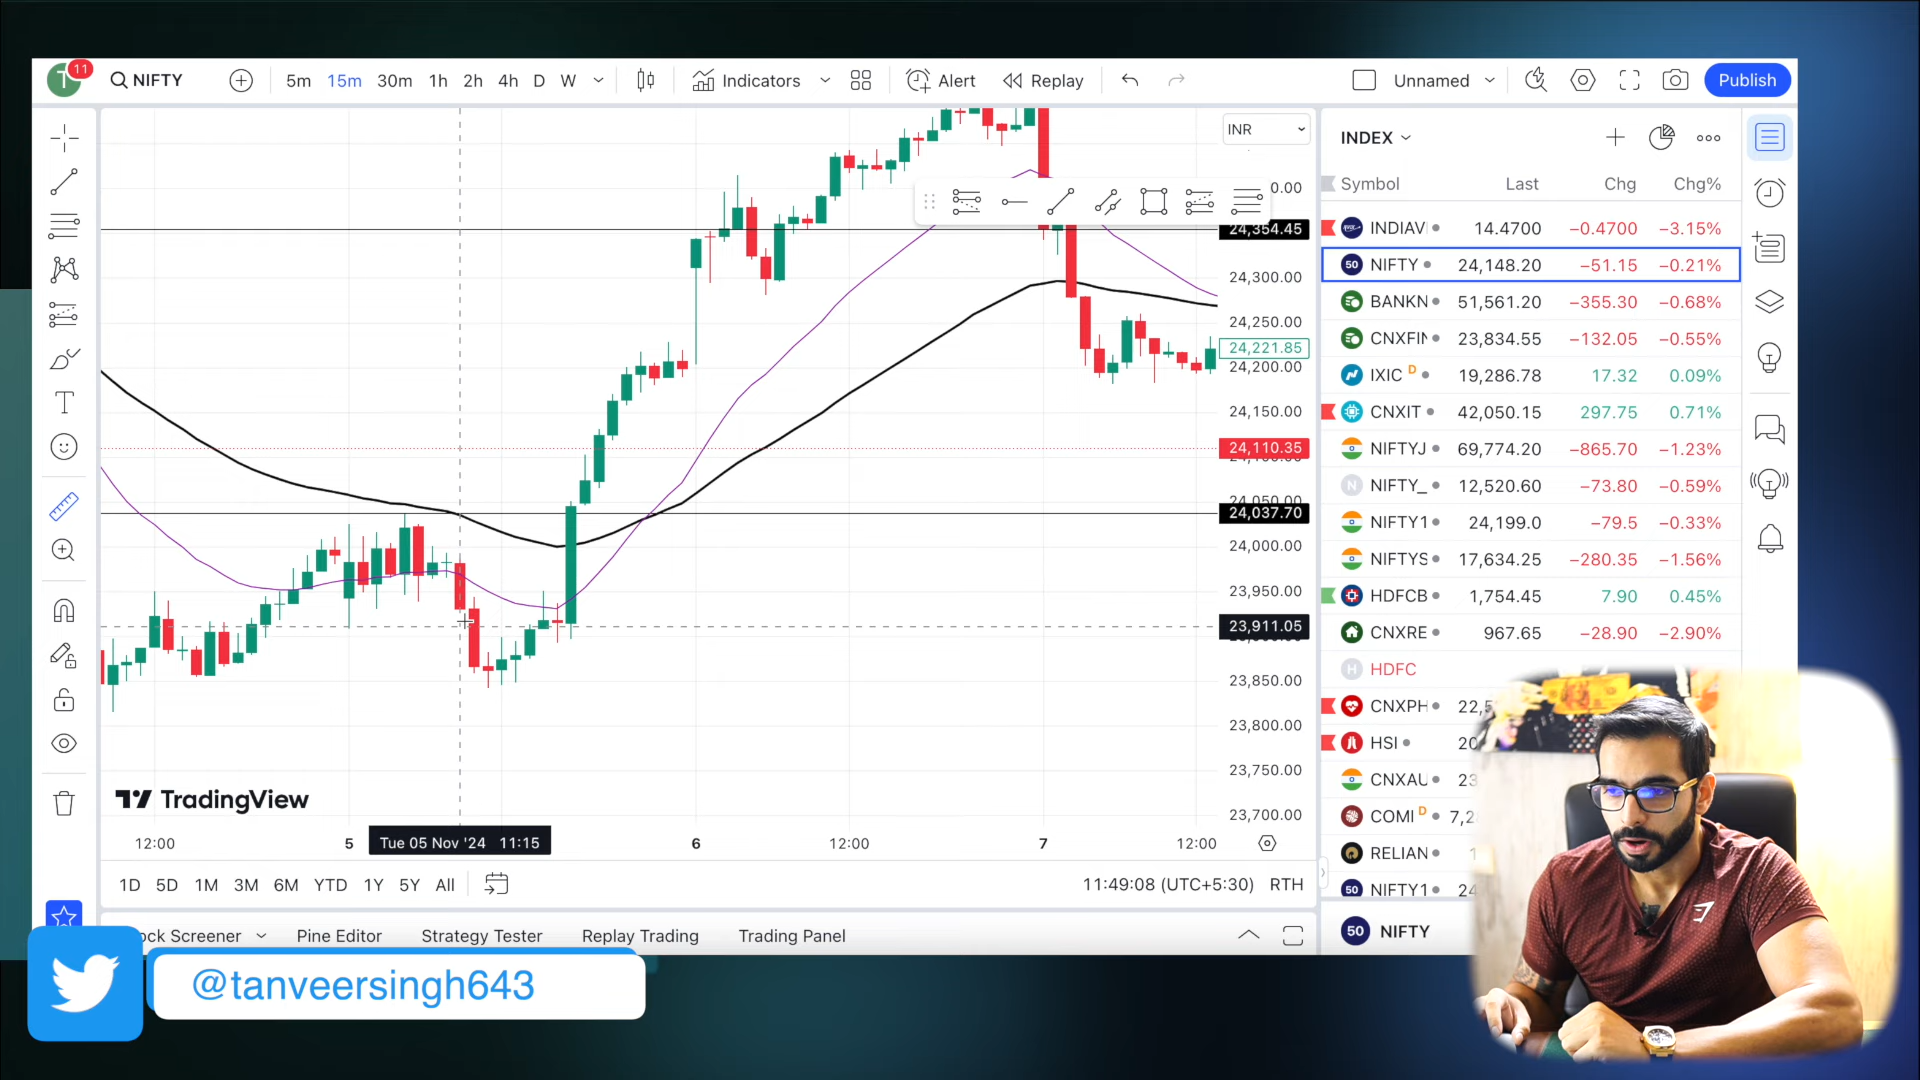 T 11 NIFTY 5m 15m 30m 1h 2h 4h D W Indicators Alert Replay Unnamed Publish
INR
24,354.45
24,300.00
24,250.00
24,221.85
24,200.00
24,150.00
24,110.35
24,050.00
24,037.70
24,000.00
23,950.00
23,911.05
23,850.00
23,800.00
23,750.00
23,700.00
TradingView
12:00 5 Tue 05 Nov '24 11:15 6 12:00 7 12:00
1D 5D 1M 3M 6M YTD 1Y 5Y All 11:49:08 (UTC+5:30) RTH
ock Screener Pine Editor Strategy Tester Replay Trading Trading Panel
INDEX
Symbol Last Chg Chg%
INDIAVI 14.4700 −0.4700 −3.15%
50 NIFTY 24,148.20 −51.15 −0.21%
BANKN 51,561.20 −355.30 −0.68%
CNXFIN 23,834.55 −132.05 −0.55%
IXIC D 19,286.78 17.32 0.09%
CNXIT 42,050.15 297.75 0.71%
NIFTYJ 69,774.20 −865.70 −1.23%
N NIFTY_ 12,520.60 −73.80 −0.59%
NIFTY1 24,199.0 −79.5 −0.33%
NIFTYS 17,634.25 −280.35 −1.56%
HDFCB 1,754.45 7.90 0.45%
CNXRE 967.65 −28.90 −2.90%
H HDFC
CNXPH 22,5
HSI 20
CNXAU 23
COMI D 7,2
RELIAN 1
50 NIFTY1 24
50 NIFTY
@tanveersingh643